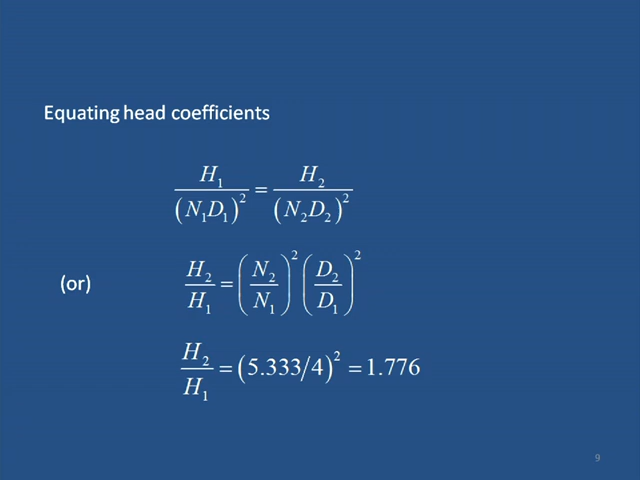 Equating head coefficients
H₁/(N₁D₁)² = H₂/(N₂D₂)²
(or) H₂/H₁ = (N₂/N₁)² (D₂/D₁)²
H₂/H₁ = (5.333/4)² = 1.776
9